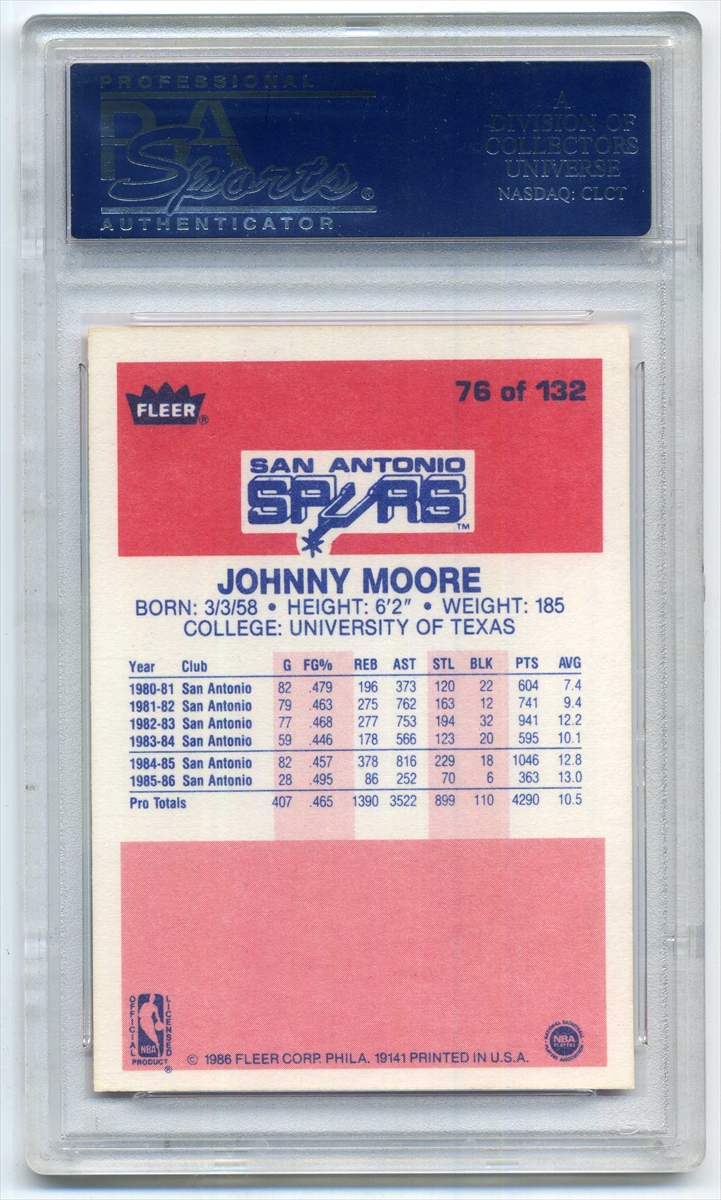 PROFESSIONAL
PSA
Sports ®
AUTHENTICATOR
A
DIVISION OF
COLLECTORS
UNIVERSE
NASDAQ: CLCT
FLEER ®
76 of 132
SAN ANTONIO
SPURS
TM
JOHNNY MOORE
BORN: 3/3/58 • HEIGHT: 6'2" • WEIGHT: 185
COLLEGE: UNIVERSITY OF TEXAS
Year Club G FG% REB AST STL BLK PTS AVG
1980-81 San Antonio 82 .479 196 373 120 22 604 7.4
1981-82 San Antonio 79 .463 275 762 163 12 741 9.4
1982-83 San Antonio 77 .468 277 753 194 32 941 12.2
1983-84 San Antonio 59 .446 178 566 123 20 595 10.1
1984-85 San Antonio 82 .457 378 816 229 18 1046 12.8
1985-86 San Antonio 28 .495 86 252 70 6 363 13.0
Pro Totals 407 .465 1390 3522 899 110 4290 10.5
OFFICIAL LICENSED
NBA
PRODUCT ®
© 1986 FLEER CORP. PHILA. 19141 PRINTED IN U.S.A.
NATIONAL BASKETBALL
NBA
PLAYERS
PLAYERS ASSOCIATION